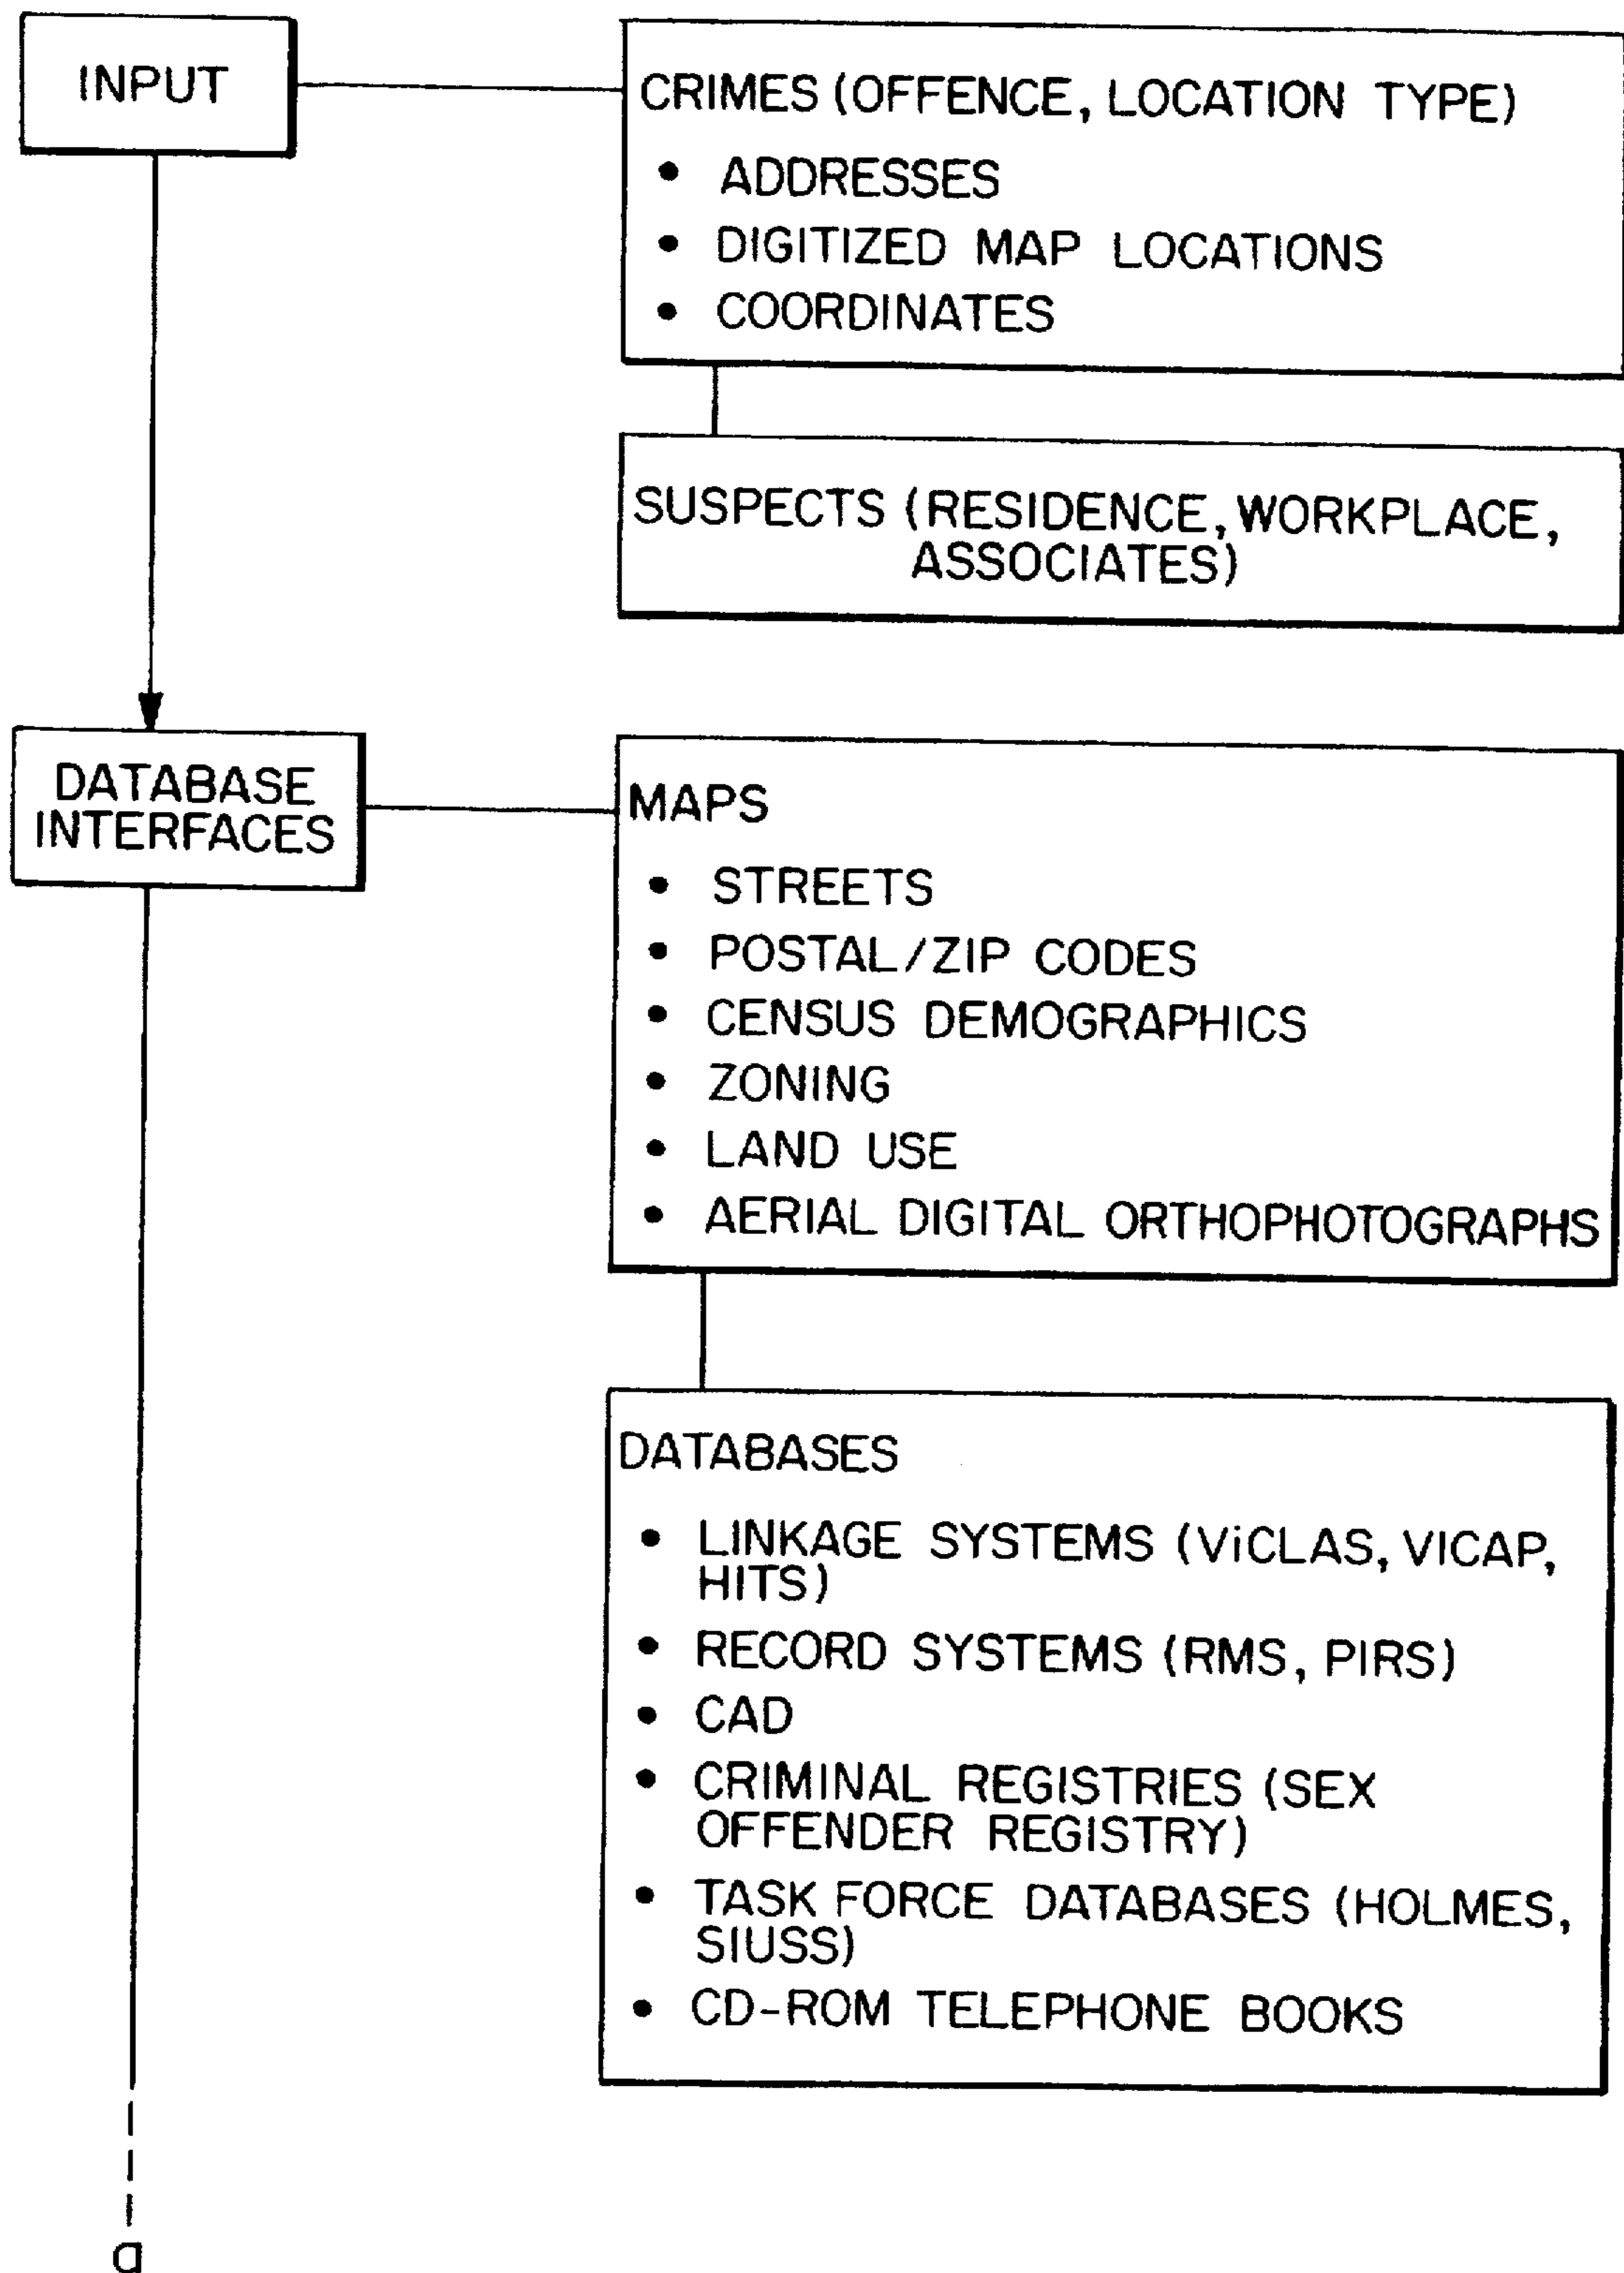 INPUT
CRIMES (OFFENCE, LOCATION TYPE)
• ADDRESSES
• DIGITIZED MAP LOCATIONS
• COORDINATES
SUSPECTS (RESIDENCE, WORKPLACE,
ASSOCIATES)
DATABASE
INTERFACES
MAPS
• STREETS
• POSTAL/ZIP CODES
• CENSUS DEMOGRAPHICS
• ZONING
• LAND USE
• AERIAL DIGITAL ORTHOPHOTOGRAPHS
DATABASES
• LINKAGE SYSTEMS (ViCLAS, VICAP,
HITS)
• RECORD SYSTEMS (RMS, PIRS)
• CAD
• CRIMINAL REGISTRIES (SEX
OFFENDER REGISTRY)
• TASK FORCE DATABASES (HOLMES,
SIUSS)
• CD-ROM TELEPHONE BOOKS
a